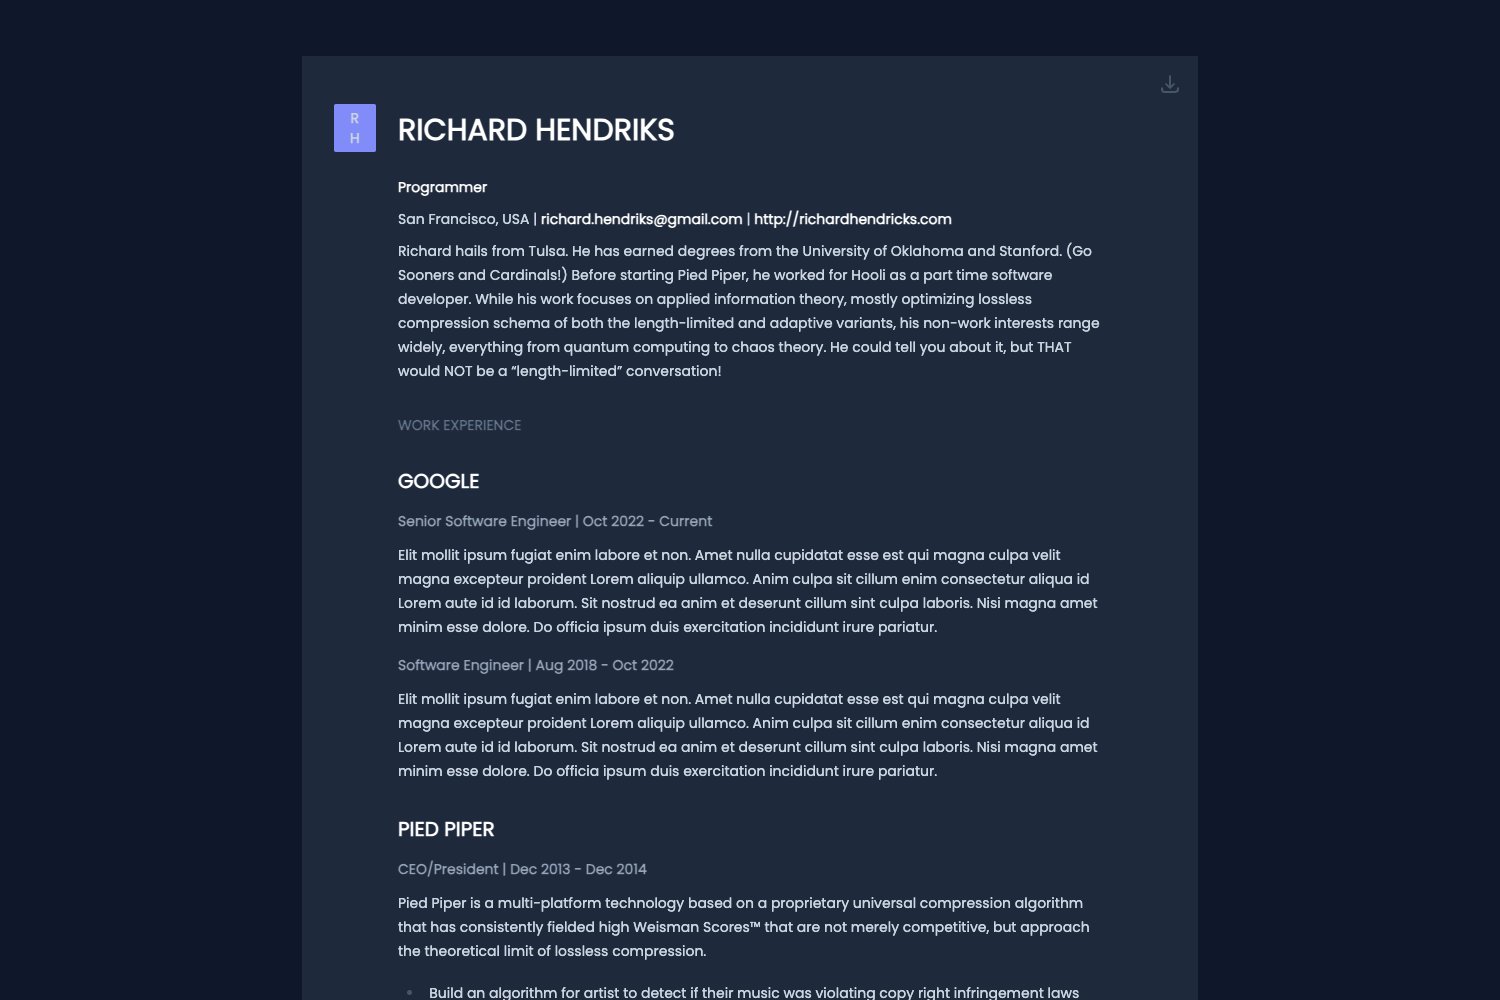 R
H
RICHARD HENDRIKS
Programmer
San Francisco, USA | richard.hendriks@gmail.com | http://richardhendricks.com
Richard hails from Tulsa. He has earned degrees from the University of Oklahoma and Stanford. (Go
Sooners and Cardinals!) Before starting Pied Piper, he worked for Hooli as a part time software
developer. While his work focuses on applied information theory, mostly optimizing lossless
compression schema of both the length-limited and adaptive variants, his non-work interests range
widely, everything from quantum computing to chaos theory. He could tell you about it, but THAT
would NOT be a “length-limited” conversation!
WORK EXPERIENCE
GOOGLE
Senior Software Engineer | Oct 2022 - Current
Elit mollit ipsum fugiat enim labore et non. Amet nulla cupidatat esse est qui magna culpa velit
magna excepteur proident Lorem aliquip ullamco. Anim culpa sit cillum enim consectetur aliqua id
Lorem aute id id laborum. Sit nostrud ea anim et deserunt cillum sint culpa laboris. Nisi magna amet
minim esse dolore. Do officia ipsum duis exercitation incididunt irure pariatur.
Software Engineer | Aug 2018 - Oct 2022
Elit mollit ipsum fugiat enim labore et non. Amet nulla cupidatat esse est qui magna culpa velit
magna excepteur proident Lorem aliquip ullamco. Anim culpa sit cillum enim consectetur aliqua id
Lorem aute id id laborum. Sit nostrud ea anim et deserunt cillum sint culpa laboris. Nisi magna amet
minim esse dolore. Do officia ipsum duis exercitation incididunt irure pariatur.
PIED PIPER
CEO/President | Dec 2013 - Dec 2014
Pied Piper is a multi-platform technology based on a proprietary universal compression algorithm
that has consistently fielded high Weisman Scores™ that are not merely competitive, but approach
the theoretical limit of lossless compression.
• Build an algorithm for artist to detect if their music was violating copy right infringement laws